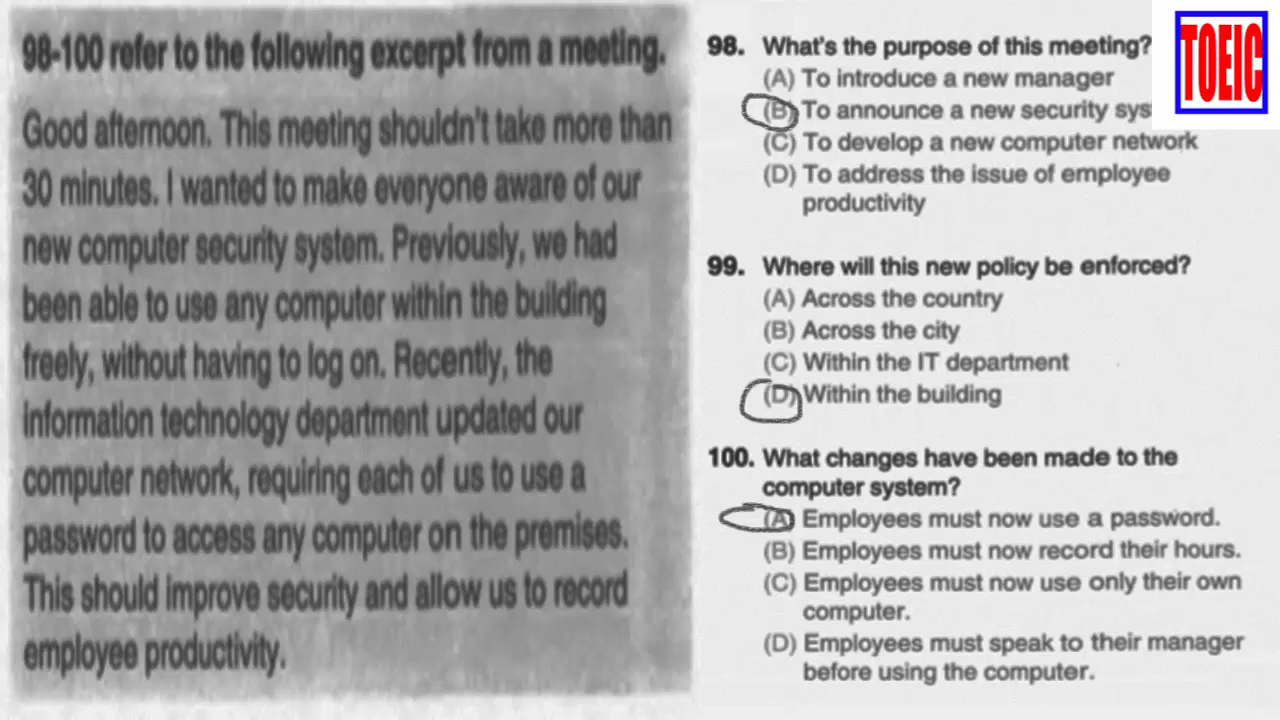 98-100 refer to the following excerpt from a meeting.
Good afternoon. This meeting shouldn't take more than
30 minutes. I wanted to make everyone aware of our
new computer security system. Previously, we had
been able to use any computer within the building
freely, without having to log on. Recently, the
information technology department updated our
computer network, requiring each of us to use a
password to access any computer on the premises.
This should improve security and allow us to record
employee productivity.
98. What's the purpose of this meeting?
(A) To introduce a new manager
(B) To announce a new security sys
(C) To develop a new computer network
(D) To address the issue of employee
productivity
99. Where will this new policy be enforced?
(A) Across the country
(B) Across the city
(C) Within the IT department
(D) Within the building
100. What changes have been made to the
computer system?
(A) Employees must now use a password.
(B) Employees must now record their hours.
(C) Employees must now use only their own
computer.
(D) Employees must speak to their manager
before using the computer.
TOEIC